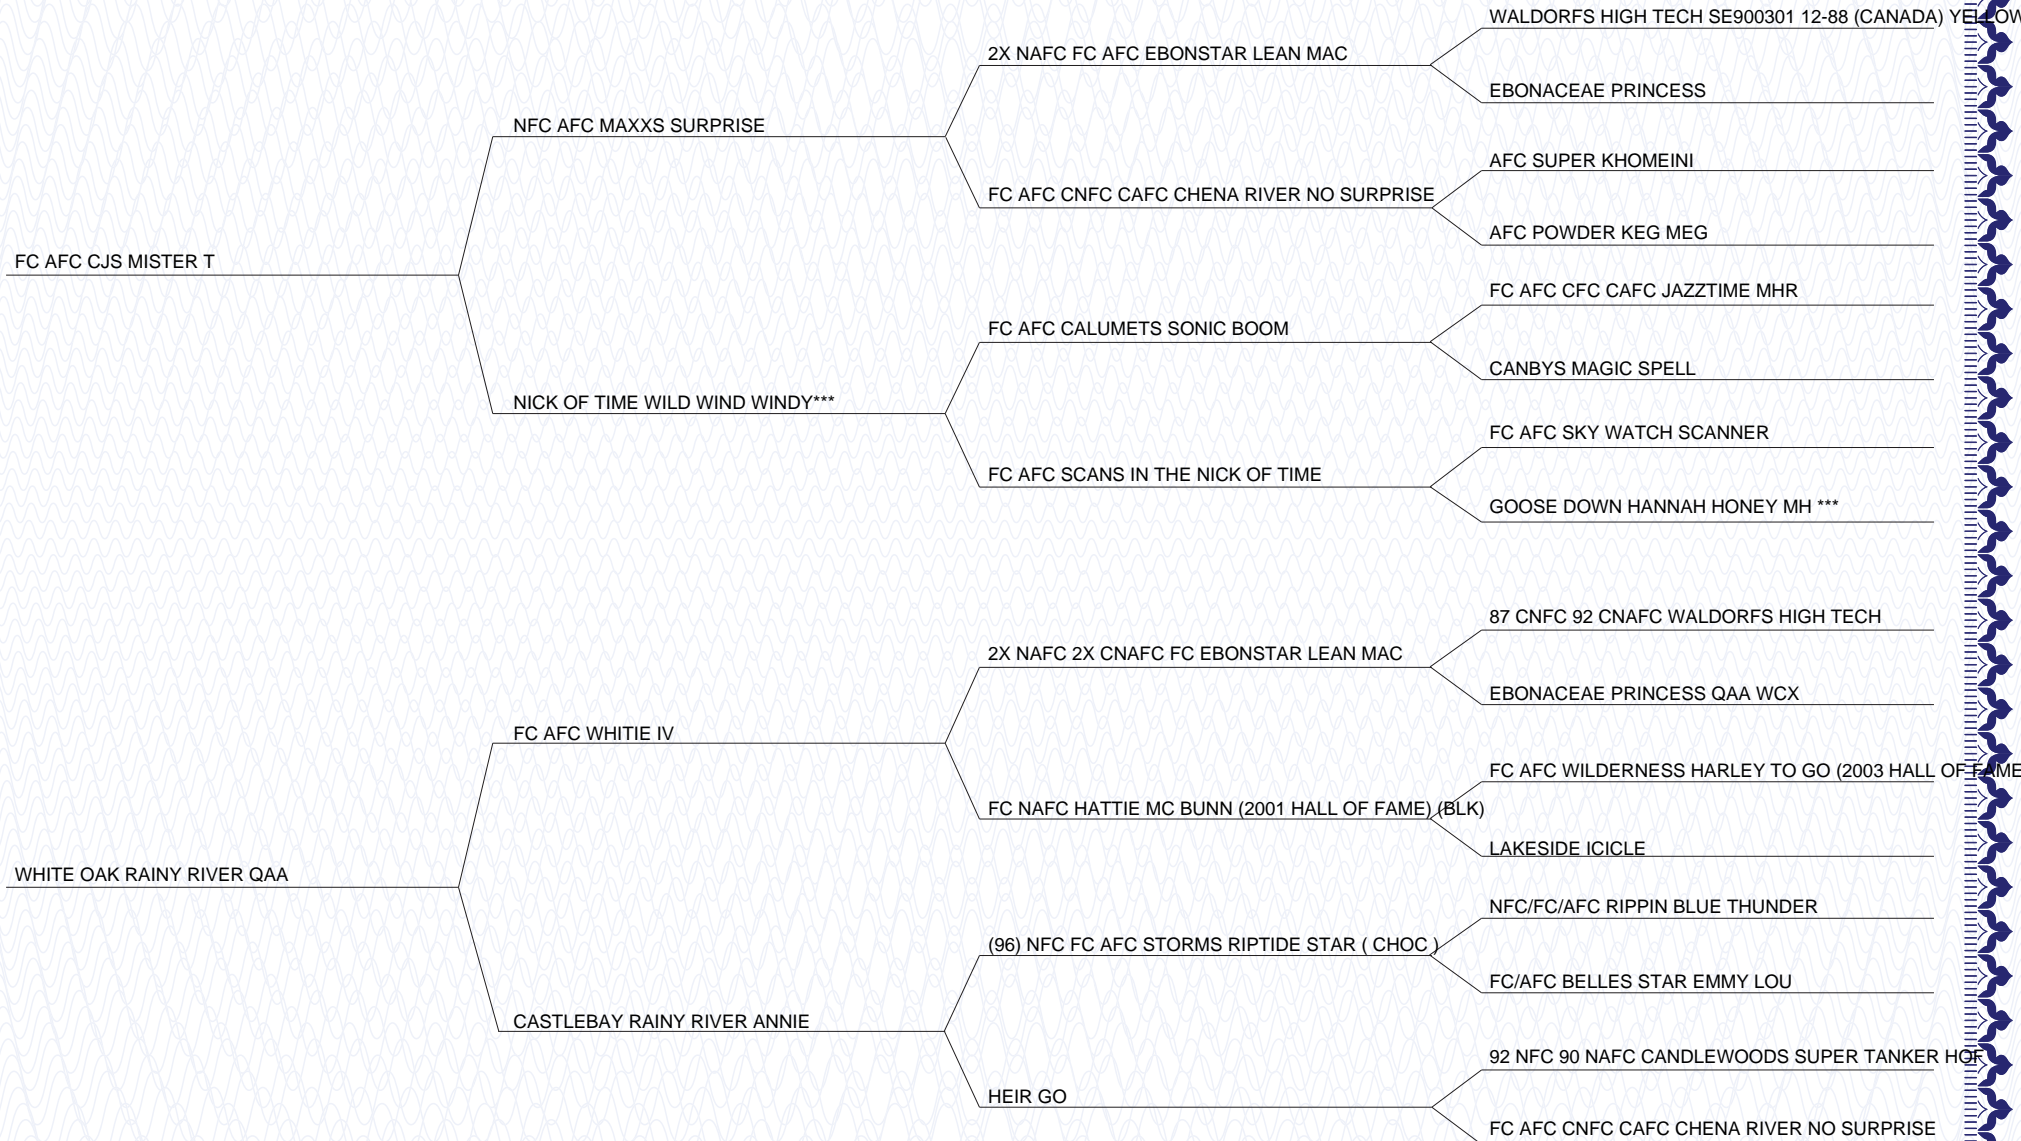 WALDORFS HIGH TECH SE900301 12-88 (CANADA) YELLOW
2X NAFC FC AFC EBONSTAR LEAN MAC
EBONACEAE PRINCESS
NFC AFC MAXXS SURPRISE
AFC SUPER KHOMEINI
FC AFC CNFC CAFC CHENA RIVER NO SURPRISE
AFC POWDER KEG MEG
FC AFC CJS MISTER T
FC AFC CFC CAFC JAZZTIME MHR
FC AFC CALUMETS SONIC BOOM
CANBYS MAGIC SPELL
NICK OF TIME WILD WIND WINDY***
FC AFC SKY WATCH SCANNER
FC AFC SCANS IN THE NICK OF TIME
GOOSE DOWN HANNAH HONEY MH ***
87 CNFC 92 CNAFC WALDORFS HIGH TECH
2X NAFC 2X CNAFC FC EBONSTAR LEAN MAC
EBONACEAE PRINCESS QAA WCX
FC AFC WHITIE IV
FC AFC WILDERNESS HARLEY TO GO (2003 HALL OF FAME
FC NAFC HATTIE MC BUNN (2001 HALL OF FAME) (BLK)
LAKESIDE ICICLE
WHITE OAK RAINY RIVER QAA
NFC/FC/AFC RIPPIN BLUE THUNDER
(96) NFC FC AFC STORMS RIPTIDE STAR ( CHOC )
FC/AFC BELLES STAR EMMY LOU
CASTLEBAY RAINY RIVER ANNIE
92 NFC 90 NAFC CANDLEWOODS SUPER TANKER HOF
HEIR GO
FC AFC CNFC CAFC CHENA RIVER NO SURPRISE